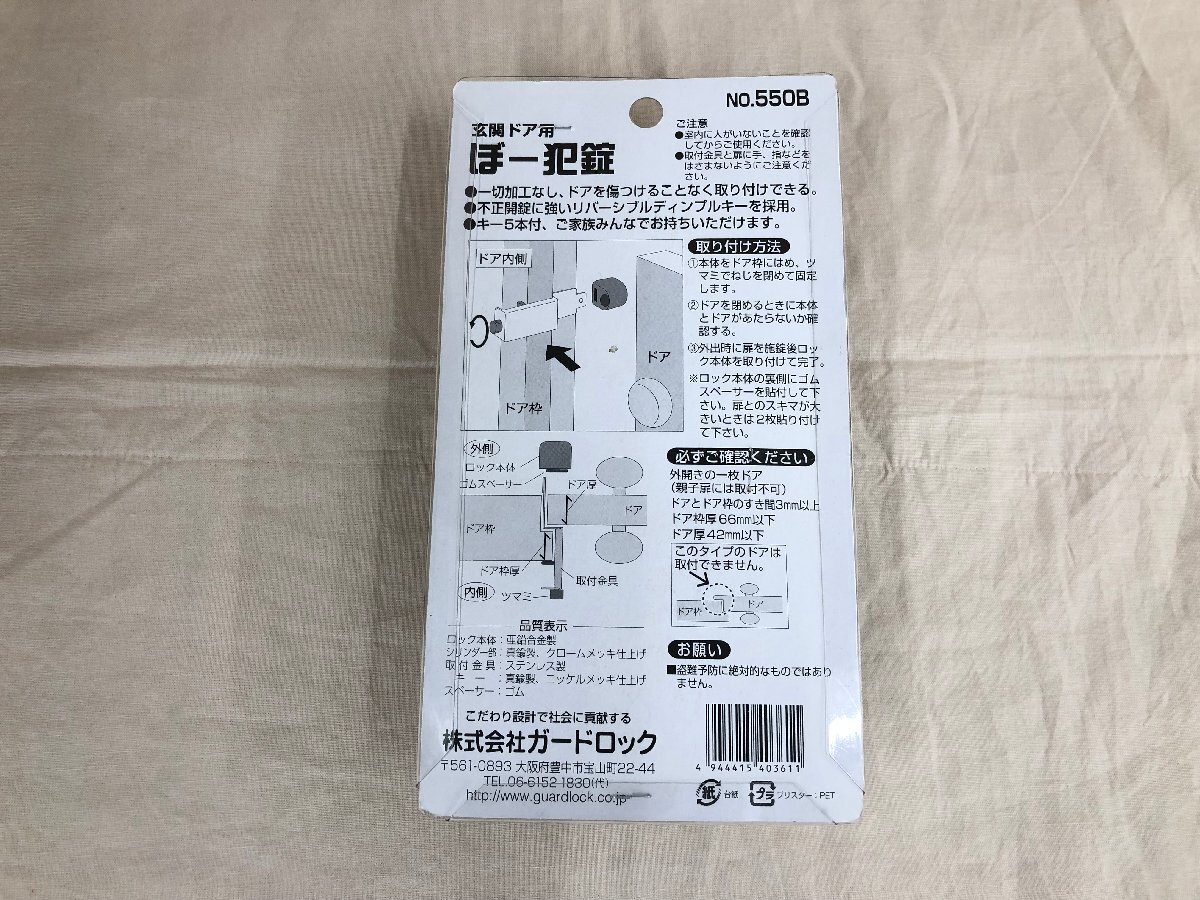 NO.550B
玄関ドア用
ぼー犯錠
ご注意
●室内に人がいないことを確認
してからご使用ください。
●取付金具と扉に手、指などを
はさまないようにご注意くだ
さい。
●一切加工なし、ドアを傷つけることなく取り付けできる。
●不正開錠に強いリバーシブルディンプルキーを採用。
●キー5本付、ご家族みんなでお持ちいただけます。
ドア内側
ドア
ドア枠
取り付け方法
①本体をドア枠にはめ、ツ
マミでねじを閉めて固定
します。
②ドアを閉めるときに本体
とドアがあたらないか確
認する。
③外出時に扉を施錠後ロッ
ク本体を取り付けて完了。
※ロック本体の裏側にゴム
スペーサーを貼付して下
さい。扉とのスキマが大
きいときは2枚貼り付け
て下さい。
外側
ロック本体
ゴムスペーサー
ドア厚
ドア
ドア枠
ドア枠厚
取付金具
内側
ツマミ
必ずご確認ください
外開きの一枚ドア
(親子扉には取付不可)
ドアとドア枠のすき間3mm以上
ドア枠厚66mm以下
ドア厚42mm以下
このタイプのドアは
取付できません。
ドア枠
ドア
品質表示
ロック本体:亜鉛合金製
シリンダー部:真鍮製、クロームメッキ仕上げ
取付金具:ステンレス製
キー:真鍮製、ニッケルメッキ仕上げ
スペーサー:ゴム
お願い
■盗難予防に絶対的なものではあり
ません。
こだわり設計で社会に貢献する
株式会社ガードロック
〒561-0893 大阪府豊中市宝山町22-44
TEL.06-6152-1830(代)
http://www.guardlock.co.jp
4 944415 403611
紙 台紙
プラ ブリスター:PET